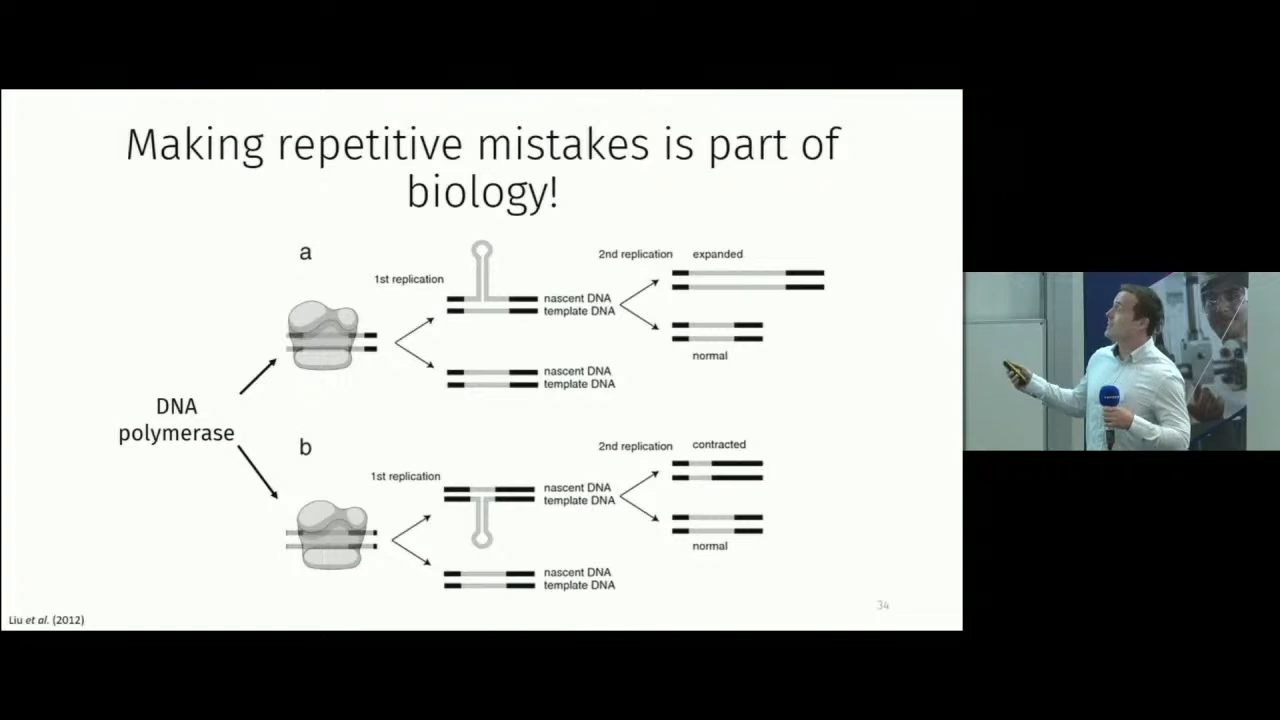 Making repetitive mistakes is part of
biology!
a
1st replication
nascent DNA
template DNA
nascent DNA
template DNA
2nd replication
expanded
normal
DNA
polymerase
b
1st replication
nascent DNA
template DNA
nascent DNA
template DNA
2nd replication
contracted
normal
Liu et al. (2012)
34